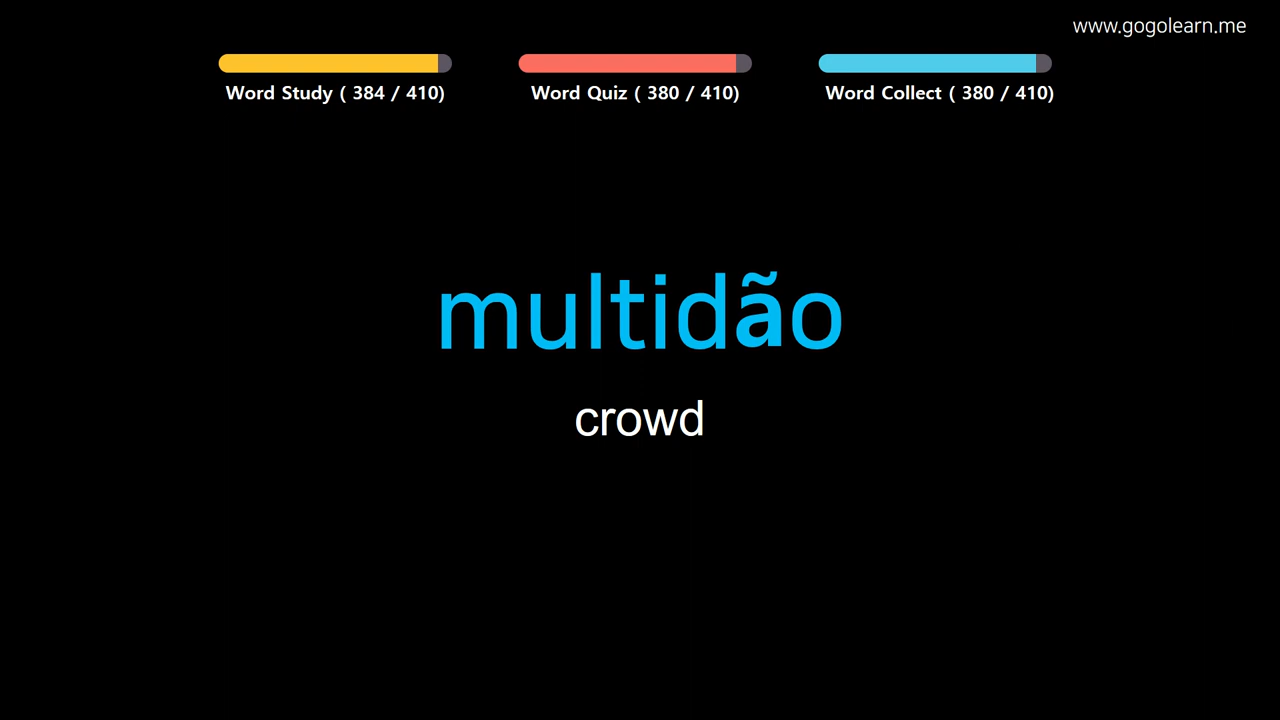 www.gogolearn.me
Word Study ( 384 / 410)
Word Quiz ( 380 / 410)
Word Collect ( 380 / 410)
multidão
crowd